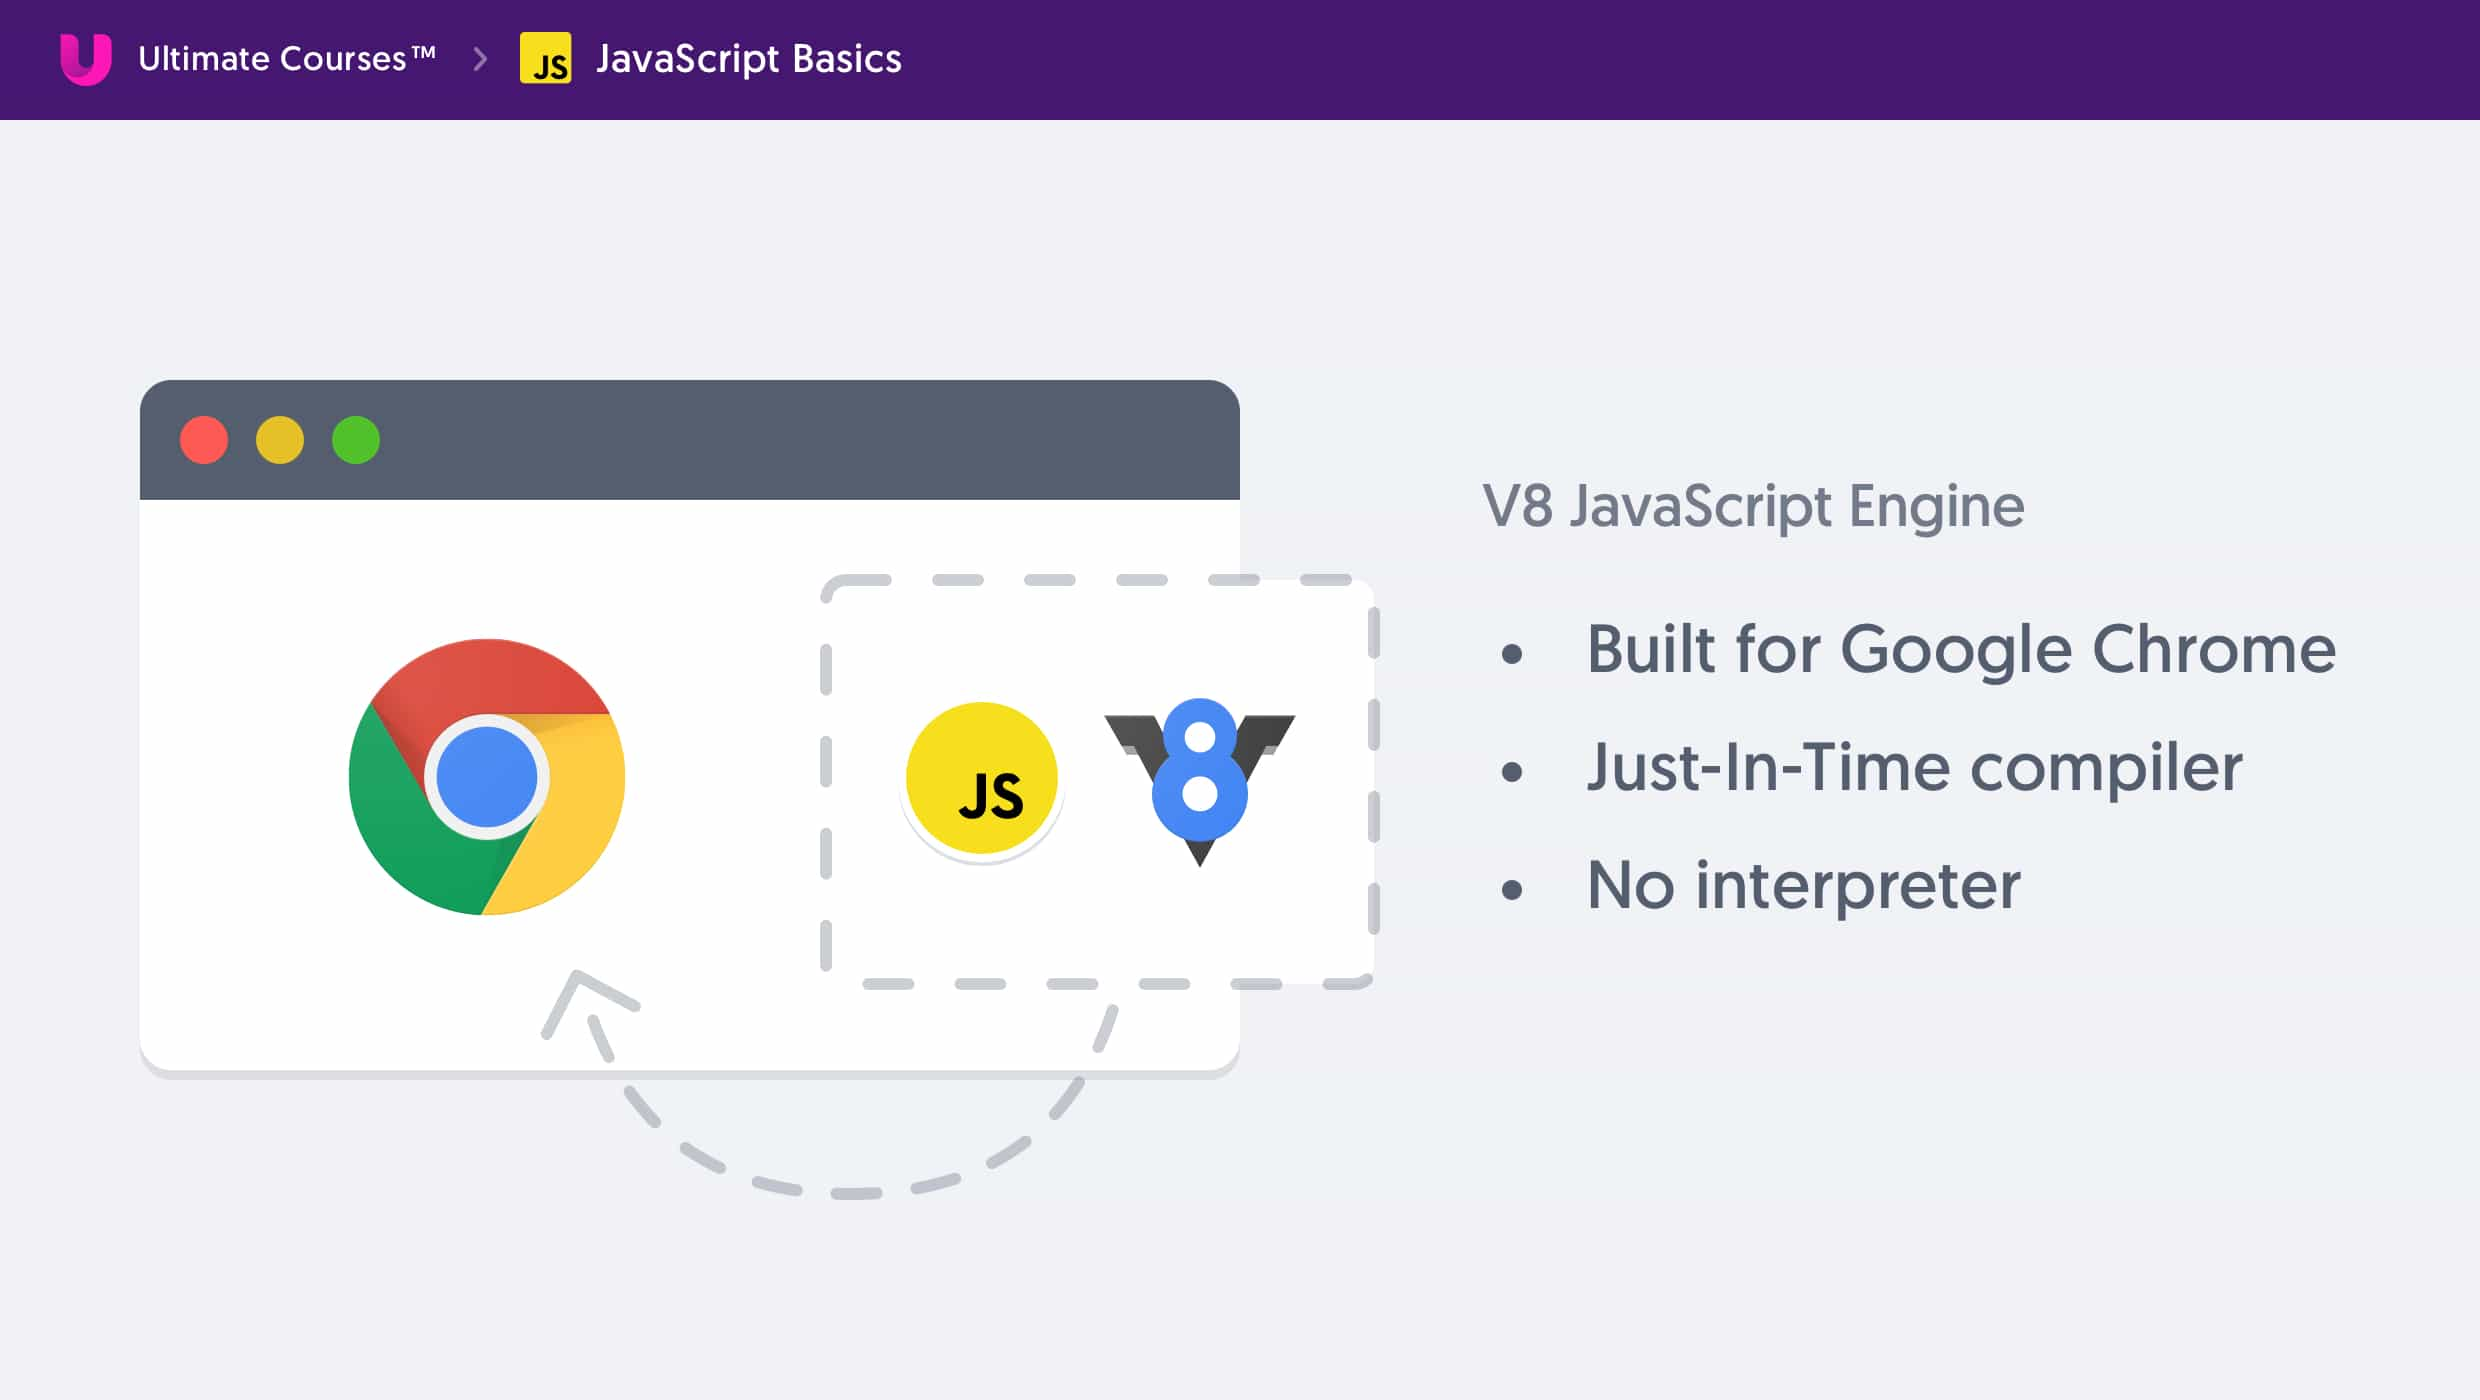 Ultimate Courses™ > JS JavaScript Basics
V8 JavaScript Engine
• Built for Google Chrome
• Just-In-Time compiler
• No interpreter
JS
V8